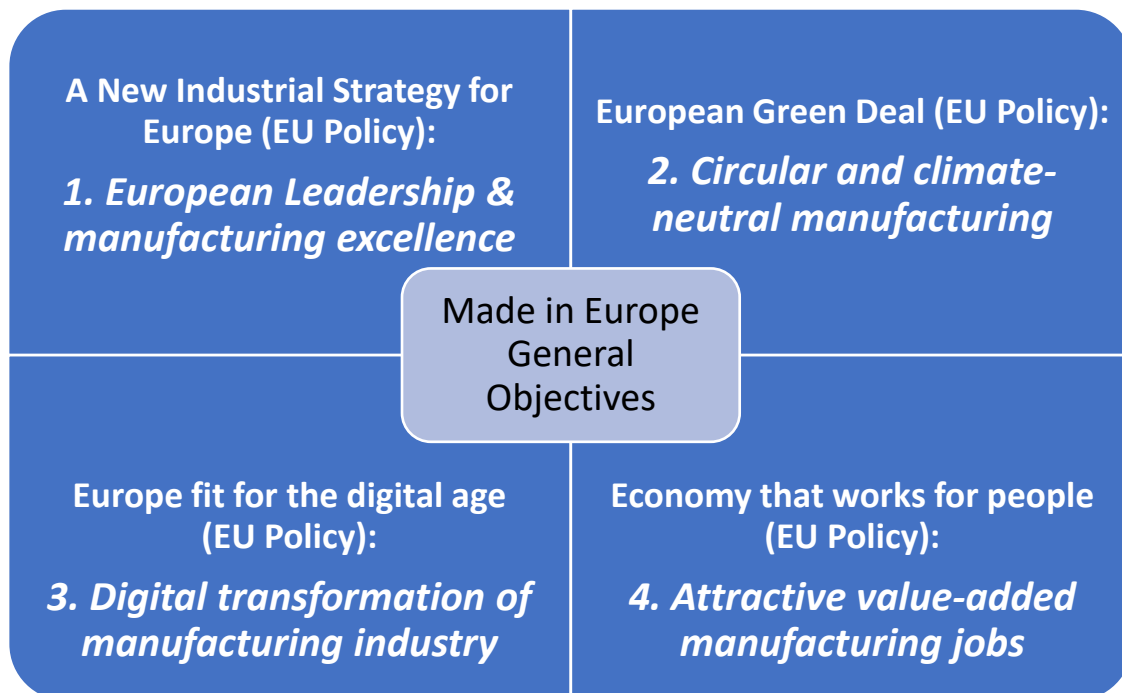 A New Industrial Strategy for
Europe (EU Policy):
1. European Leadership &
manufacturing excellence
European Green Deal (EU Policy):
2. Circular and climate-
neutral manufacturing
Made in Europe
General
Objectives
Europe fit for the digital age
(EU Policy):
3. Digital transformation of
manufacturing industry
Economy that works for people
(EU Policy):
4. Attractive value-added
manufacturing jobs